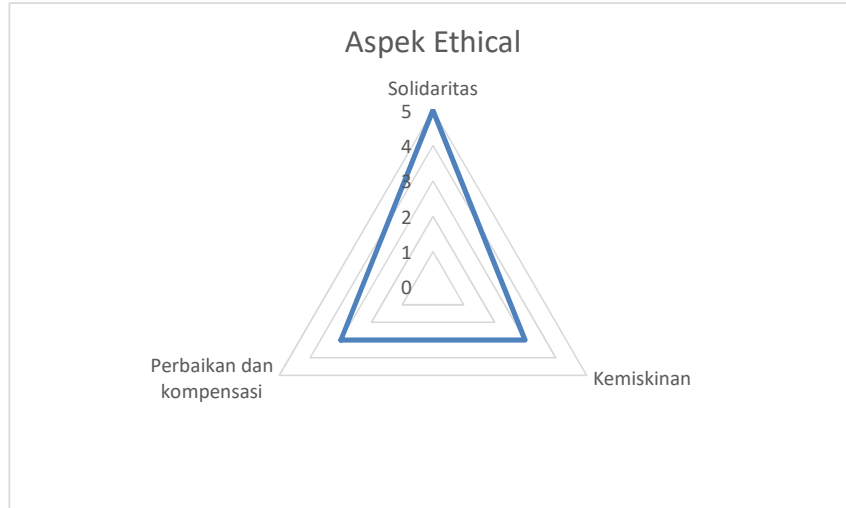 Aspek Ethical
Solidaritas
5
4
3
2
1
0
Perbaikan dan
kompensasi
Kemiskinan